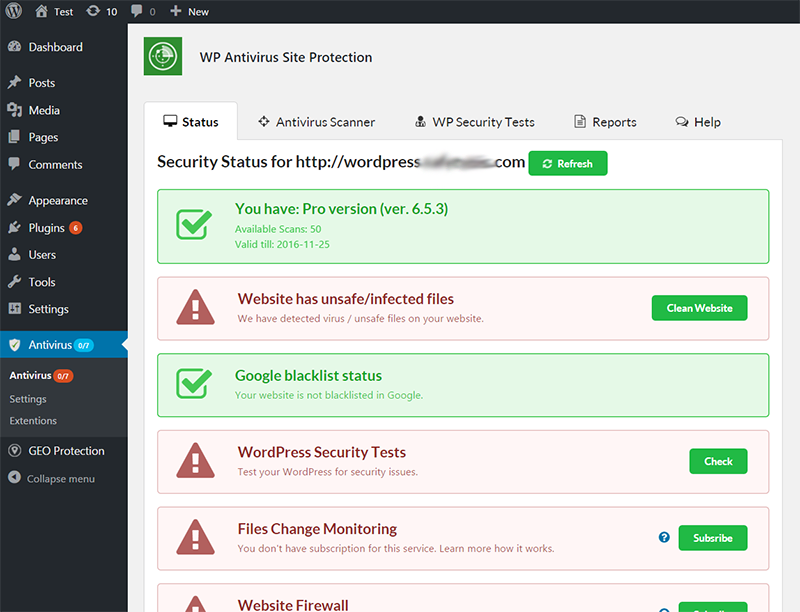 Test 10 0 New
Dashboard
Posts
Media
Pages
Comments
Appearance
Plugins 6
Users
Tools
Settings
Antivirus 0/7
Antivirus 0/7
Settings
Extentions
GEO Protection
Collapse menu
WP Antivirus Site Protection
Status Antivirus Scanner WP Security Tests Reports Help
Security Status for http://wordpress .com Refresh
You have: Pro version (ver. 6.5.3)
Available Scans: 50
Valid till: 2016-11-25
Website has unsafe/infected files
We have detected virus / unsafe files on your website.
Clean Website
Google blacklist status
Your website is not blacklisted in Google.
WordPress Security Tests
Test your WordPress for security issues.
Check
Files Change Monitoring
You don't have subscription for this service. Learn more how it works.
? Subsribe
Website Firewall